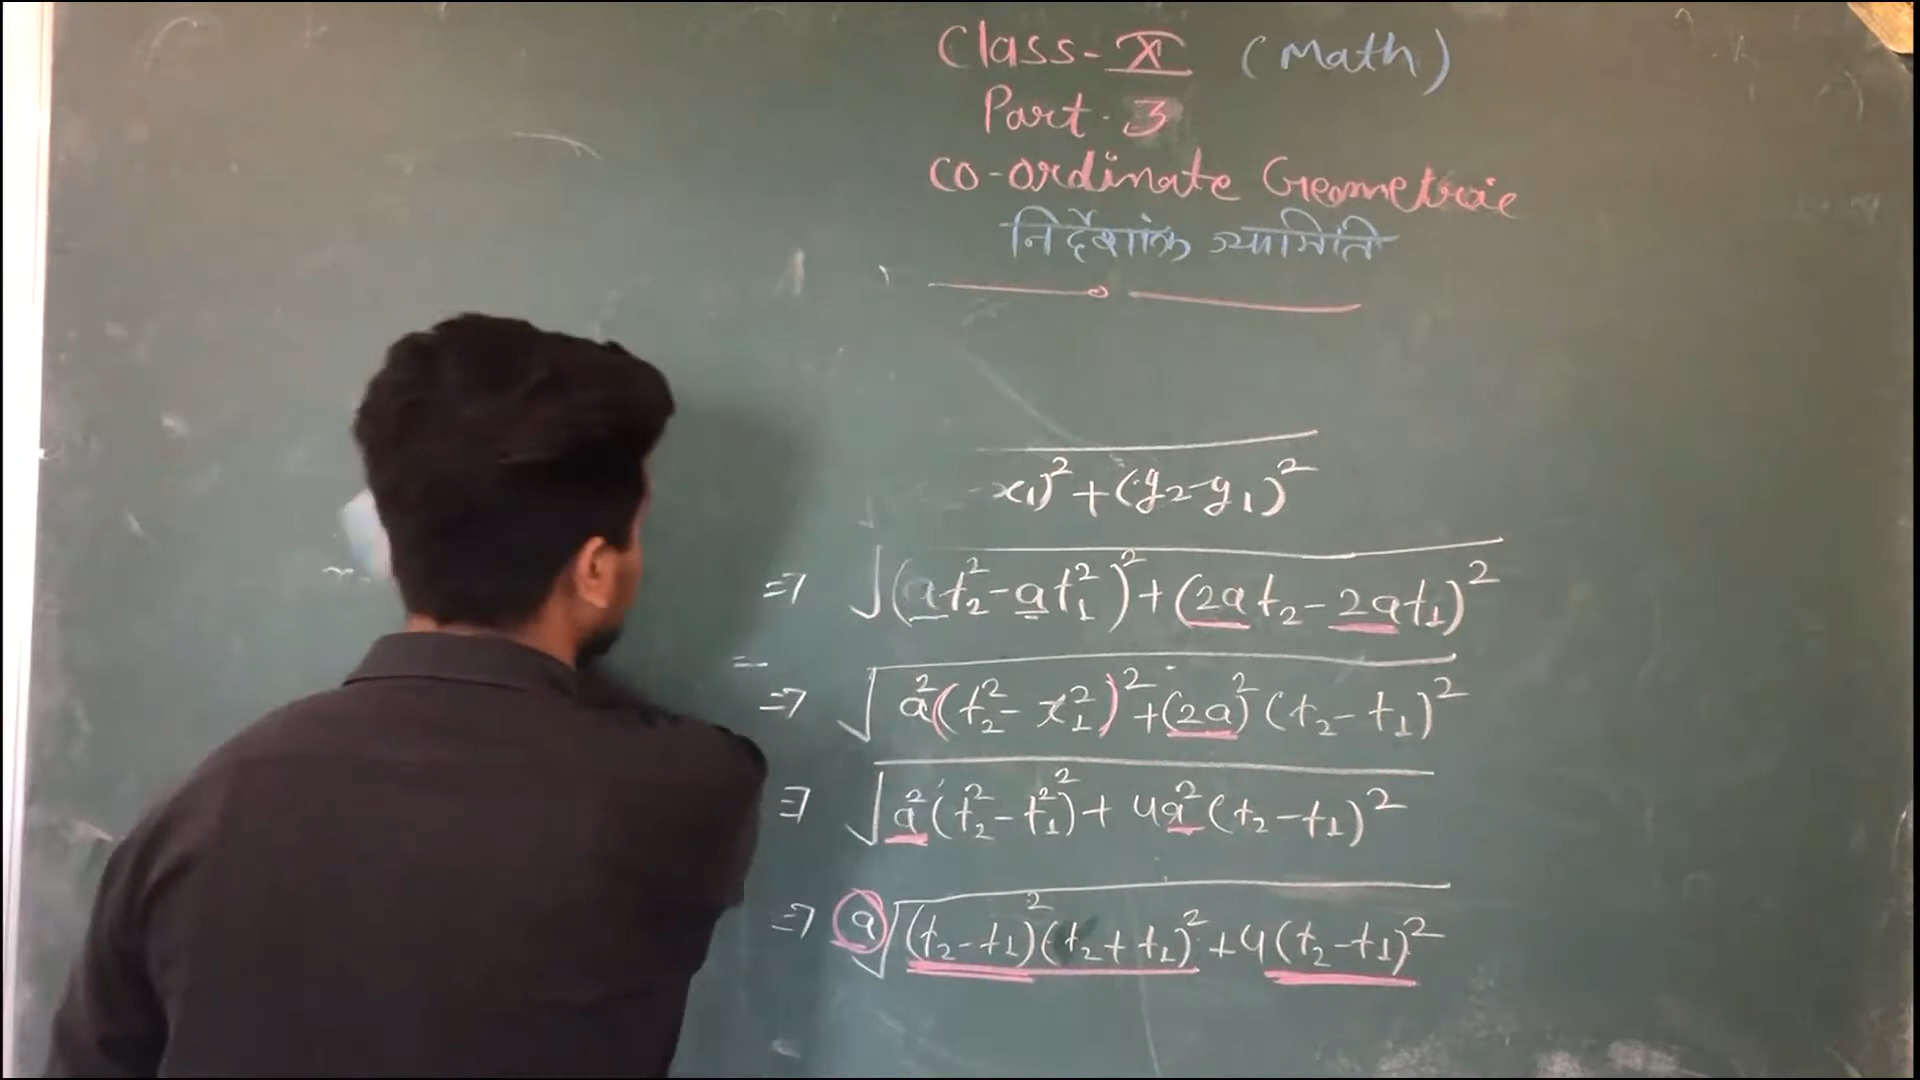 Class-X (Math)
Part-3
co-ordinate Geometraic
निर्देशांक ज्यामिति
x₁)² + (y₂-y₁)²
=> √(at₂²-at₁²)² + (2at₂-2at₁)²
=
=> √a²(t₂²-x₁²)² + (2a)²(t₂-t₁)²
=> √a²(t₂²-t₁²)² + 4a²(t₂-t₁)²
=> a√(t₂-t₁)²(t₂+t₁)² + 4(t₂-t₁)²